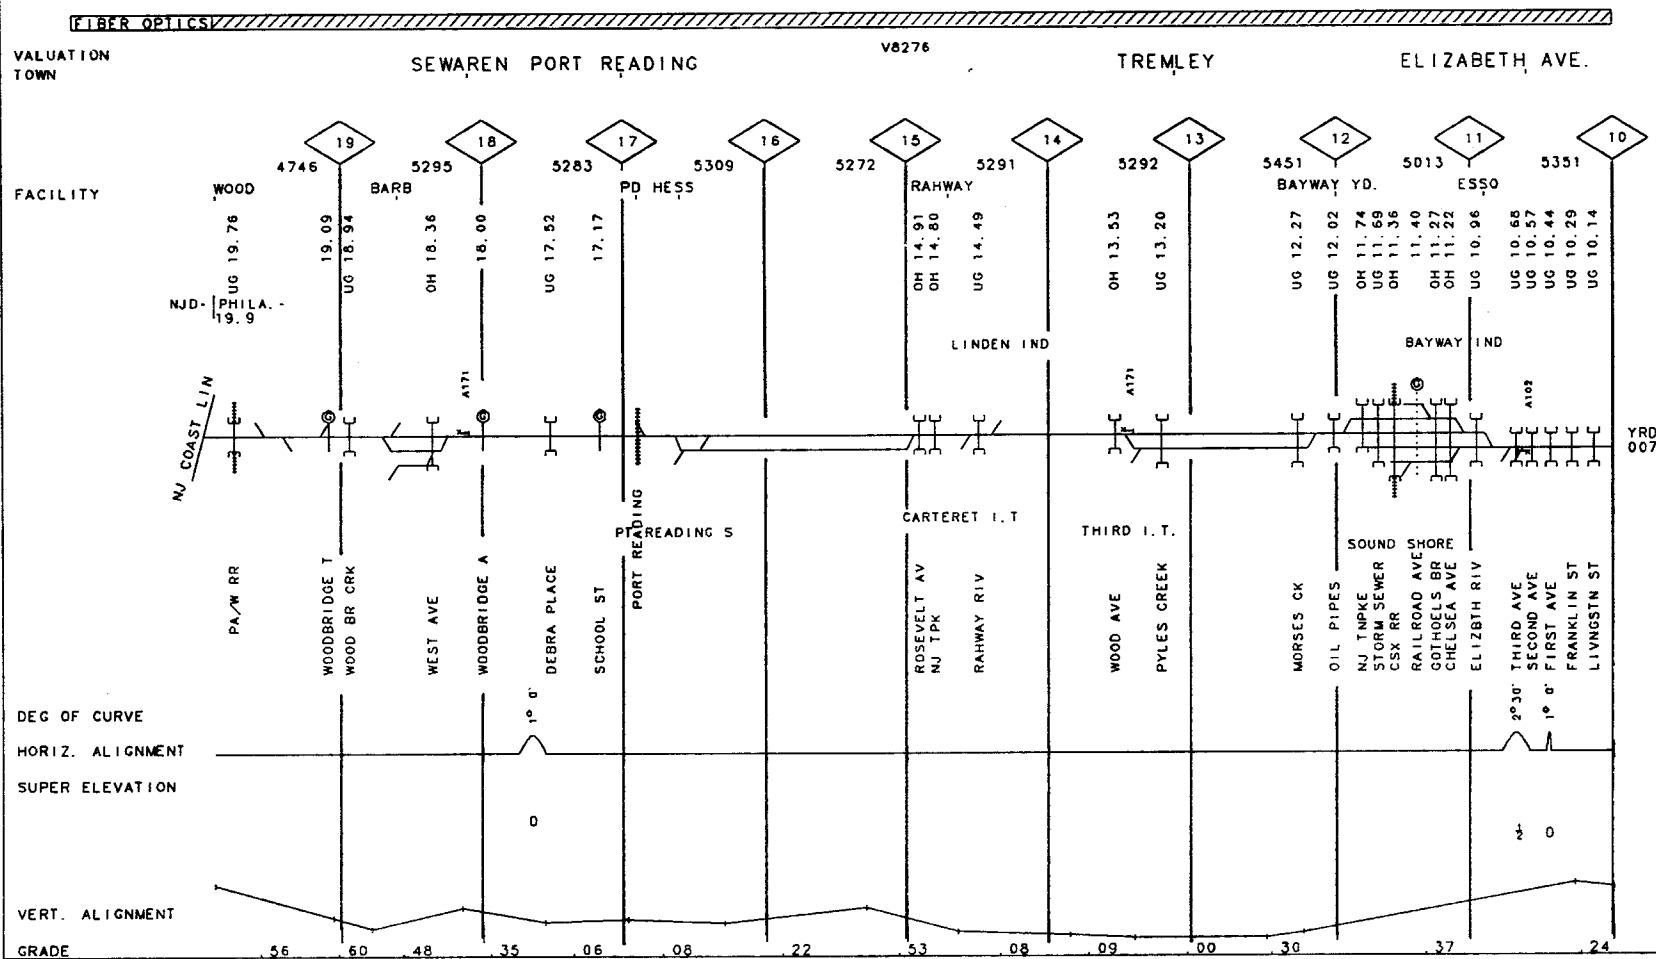 FIBER OPTICS
VALUATION V8276
TOWN SEWAREN PORT READING TREMLEY ELIZABETH AVE.
19 18 17 16 15 14 13 12 11 10
4746 5295 5283 5309 5272 5291 5292 5451 5013 5351
FACILITY WOOD BARB PD HESS RAHWAY BAYWAY YD. ESSO
UG 19.76
19.09
UG 18.94
OH 18.36
18.00
UG 17.52
17.17
OH 14.91
OH 14.80
UG 14.49
OH 13.53
UG 13.20
UG 12.27
UG 12.02
OH 11.74
UG 11.69
OH 11.36
11.40
OH 11.27
OH 11.22
UG 10.96
UG 10.68
UG 10.57
UG 10.44
UG 10.29
UG 10.14
NJD- PHILA. -
19.9
LINDEN IND BAYWAY IND
A171 A171 A102
G G G G
NJ COAST LIN
YRD
007
PT READING S
CARTERET I.T
THIRD I.T.
SOUND SHORE
PA/W RR
WOODBRIDGE T
WOOD BR CRK
WEST AVE
WOODBRIDGE A
DEBRA PLACE
SCHOOL ST
PORT READING
ROSEVELT AV
NJ TPK
RAHWAY RIV
WOOD AVE
PYLES CREEK
MORSES CK
OIL PIPES
NJ TNPKE
STORM SEWER
CSX RR
RAILROAD AVE
GOTHOELS BR
CHELSEA AVE
ELIZBTH RIV
THIRD AVE
SECOND AVE
FIRST AVE
FRANKLIN ST
LIVNGSTN ST
DEG OF CURVE 1° 0' 2° 30' 1° 0'
HORIZ. ALIGNMENT
SUPER ELEVATION
0 ½ 0
VERT. ALIGNMENT
GRADE .56 .60 .48 .35 .06 .08 .22 .53 .08 .09 .00 .30 .37 .24